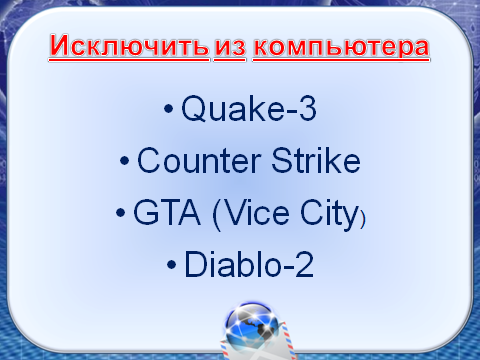 Исключить из компьютера
• Quake-3
• Counter Strike
• GTA (Vice City)
• Diablo-2